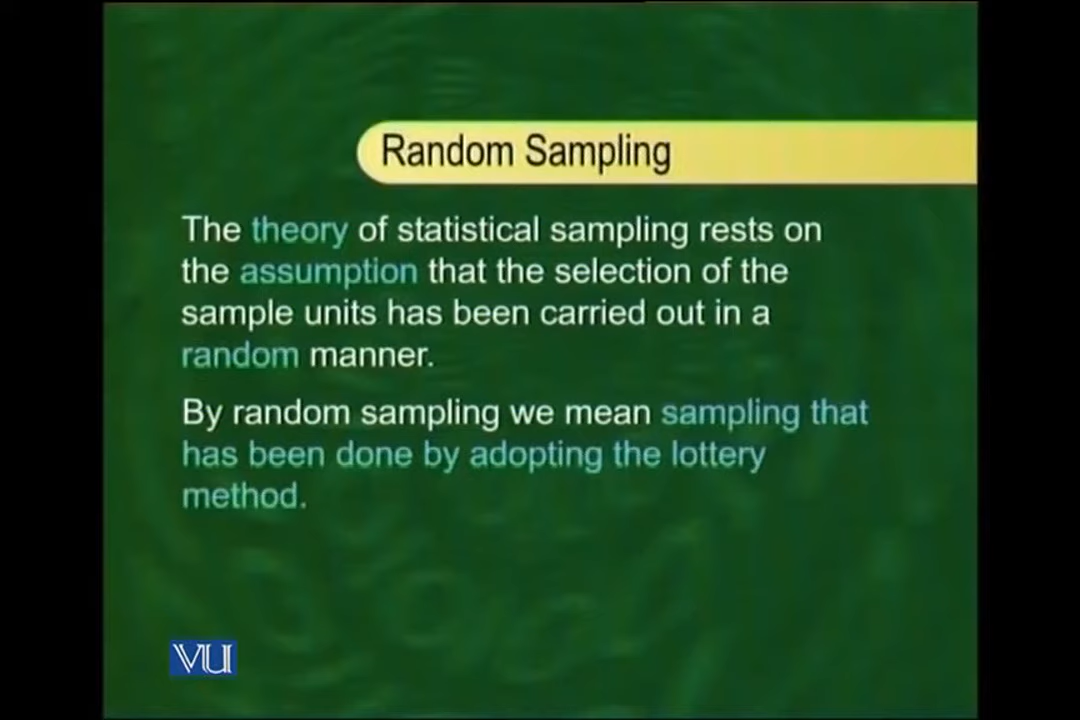 Random Sampling
The theory of statistical sampling rests on
the assumption that the selection of the
sample units has been carried out in a
random manner.
By random sampling we mean sampling that
has been done by adopting the lottery
method.
VU